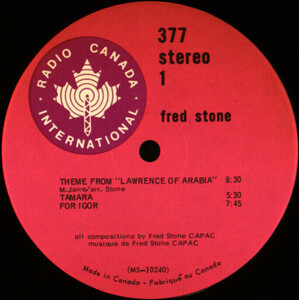 RADIO CANADA
INTERNATIONAL
377
stereo
1
fred stone
THEME FROM "LAWRENCE OF ARABIA" 8:30
M.Jarre/arr. Stone
TAMARA 5:30
FOR IGOR 7:45
all compositions by Fred Stone CAPAC
musique de Fred Stone CAPAC
(MS-10240)
Made in Canada - Fabriqué au Canada